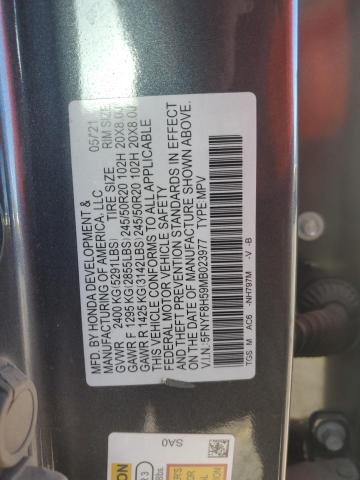 MFD. BY HONDA DEVELOPMENT & 05/21
MANUFACTURING OF AMERICA, LLC
TIRE SIZE RIM SIZE
GVWR 2400 KG(5291LBS)
GAWR F 1295 KG(2855LBS) 245/50R20 102H 20X8.0J
GAWR R 1425 KG(3142LBS) 245/50R20 102H 20X8.0J
THIS VEHICLE CONFORMS TO ALL APPLICABLE
FEDERAL MOTOR VEHICLE SAFETY
AND THEFT PREVENTION STANDARDS IN EFFECT
ON THE DATE OF MANUFACTURE SHOWN ABOVE.
V.I.N.:5FNYF8H59MB023977 TYPE:MPV
TGS M AC6 -NH797M -V -B
SA0